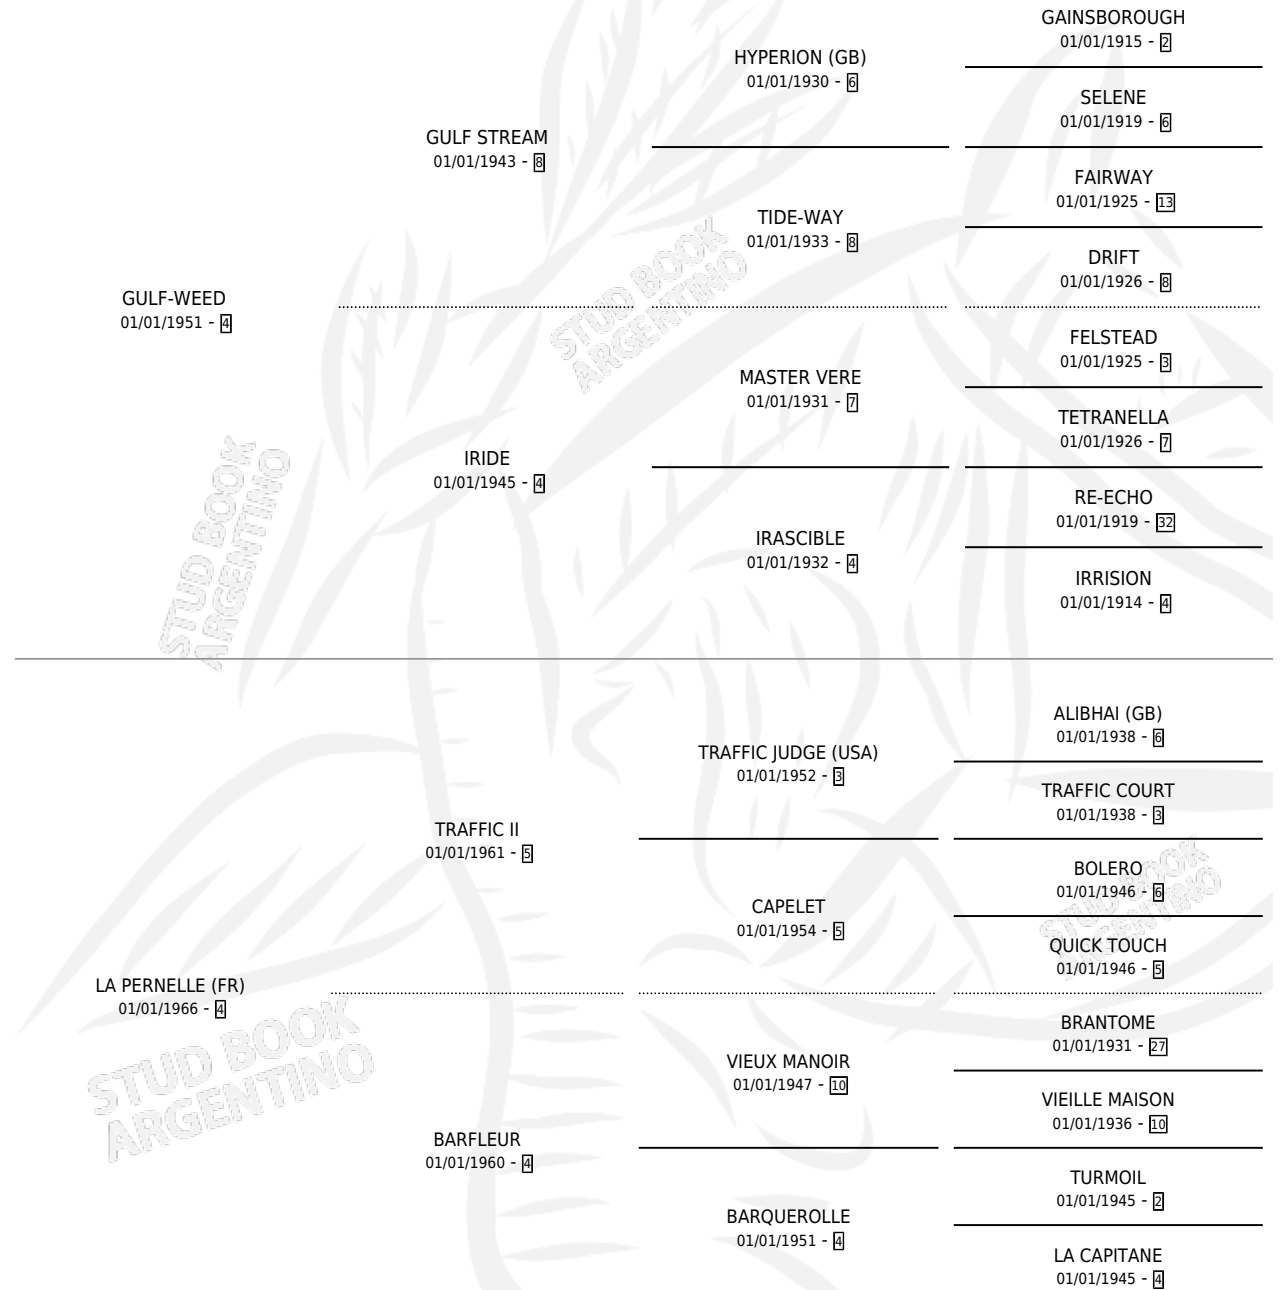 GAINSBOROUGH
01/01/1915 - 2
HYPERION (GB)
01/01/1930 - 6
SELENE
01/01/1919 - 6
GULF STREAM
01/01/1943 - 8
FAIRWAY
01/01/1925 - 13
TIDE-WAY
01/01/1933 - 8
DRIFT
01/01/1926 - 8
GULF-WEED
01/01/1951 - 4
FELSTEAD
01/01/1925 - 3
MASTER VERE
01/01/1931 - 7
TETRANELLA
01/01/1926 - 7
IRIDE
01/01/1945 - 4
RE-ECHO
01/01/1919 - 32
IRASCIBLE
01/01/1932 - 4
IRRISION
01/01/1914 - 4
STUD BOOK
ARGENTINO
STUD BOOK
ARGENTINO
ALIBHAI (GB)
01/01/1938 - 6
TRAFFIC JUDGE (USA)
01/01/1952 - 3
TRAFFIC COURT
01/01/1938 - 3
TRAFFIC II
01/01/1961 - 5
BOLERO
01/01/1946 - 6
CAPELET
01/01/1954 - 5
QUICK TOUCH
01/01/1946 - 5
LA PERNELLE (FR)
01/01/1966 - 4
BRANTOME
01/01/1931 - 27
VIEUX MANOIR
01/01/1947 - 10
VIEILLE MAISON
01/01/1936 - 10
BARFLEUR
01/01/1960 - 4
TURMOIL
01/01/1945 - 2
BARQUEROLLE
01/01/1951 - 4
LA CAPITANE
01/01/1945 - 4
STUD BOOK
ARGENTINO
STUD BOOK
ARGENTINO